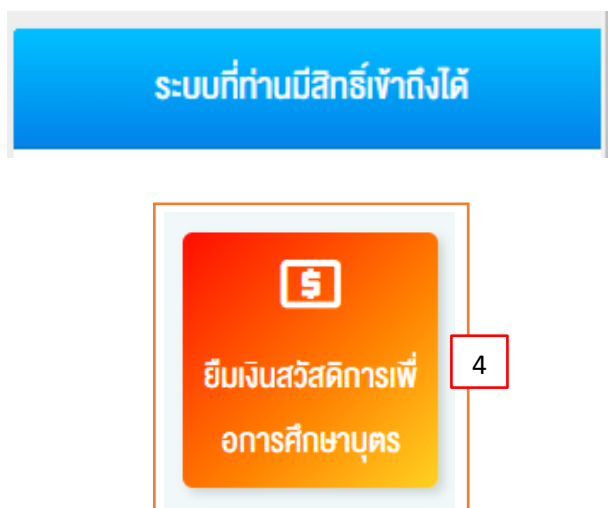 ระบบที่ท่านมีสิทธิ์เข้าถึงได้
$
ยืมเงินสวัสดิการเพื่
อการศึกษาบุตร
4